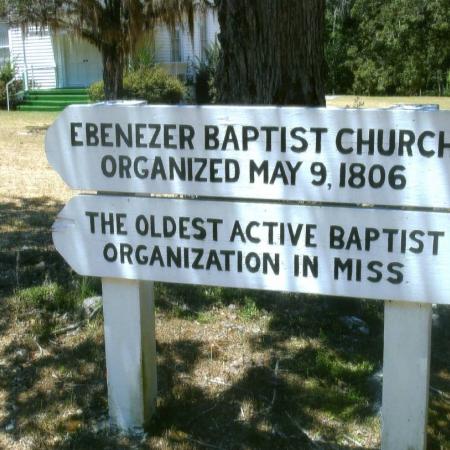 EBENEZER BAPTIST CHURCH
ORGANIZED MAY 9, 1806
THE OLDEST ACTIVE BAPTIST
ORGANIZATION IN MISS.